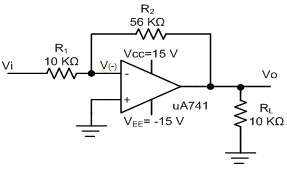 R2
56 KΩ
R1
10 KΩ
Vi
V(-)
VCC=15 V
-
+
Vo
uA741
VEE= -15 V
RL
10 KΩ